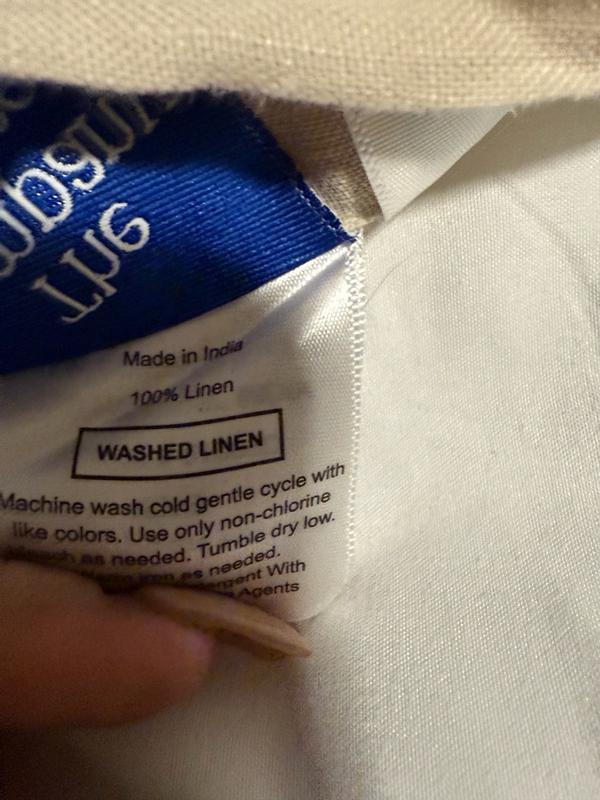 Made in India
100% Linen
WASHED LINEN
Machine wash cold gentle cycle with
like colors. Use only non-chlorine
bleach as needed. Tumble dry low.
iron as needed.
With
Agents